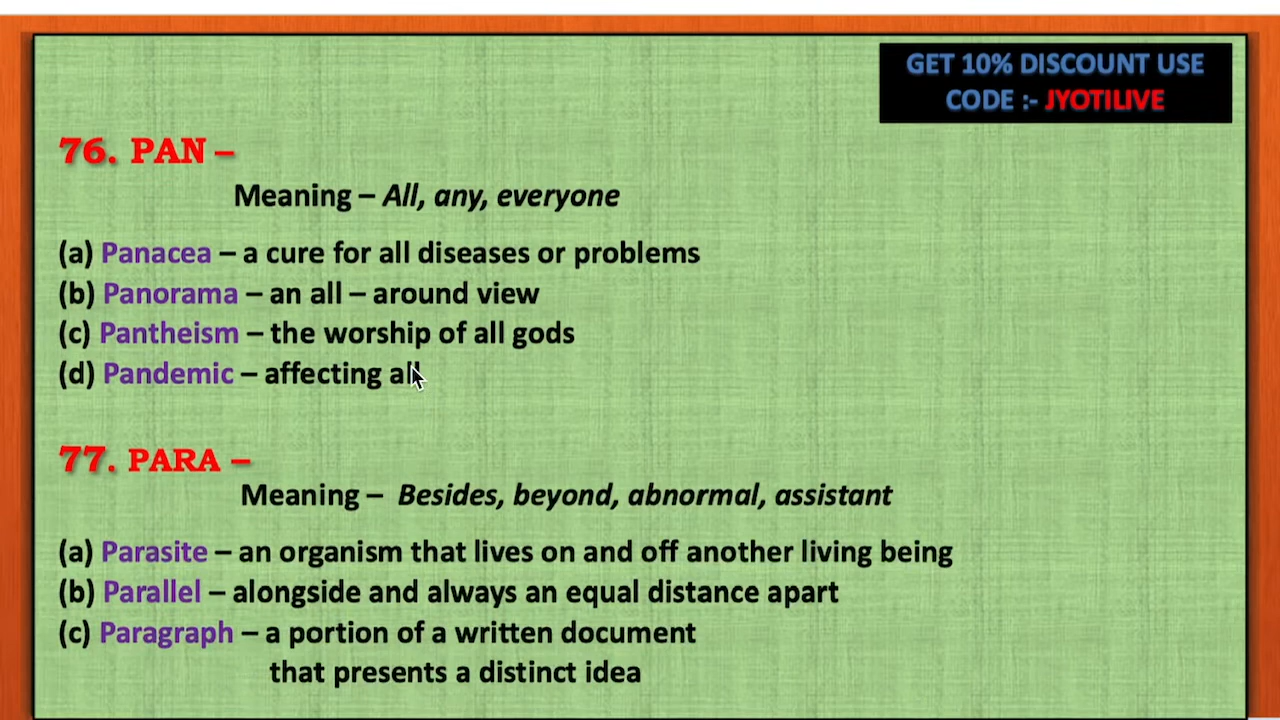 GET 10% DISCOUNT USE
CODE :- JYOTILIVE
76. PAN –
Meaning – All, any, everyone
(a) Panacea – a cure for all diseases or problems
(b) Panorama – an all – around view
(c) Pantheism – the worship of all gods
(d) Pandemic – affecting all
77. PARA –
Meaning – Besides, beyond, abnormal, assistant
(a) Parasite – an organism that lives on and off another living being
(b) Parallel – alongside and always an equal distance apart
(c) Paragraph – a portion of a written document
that presents a distinct idea